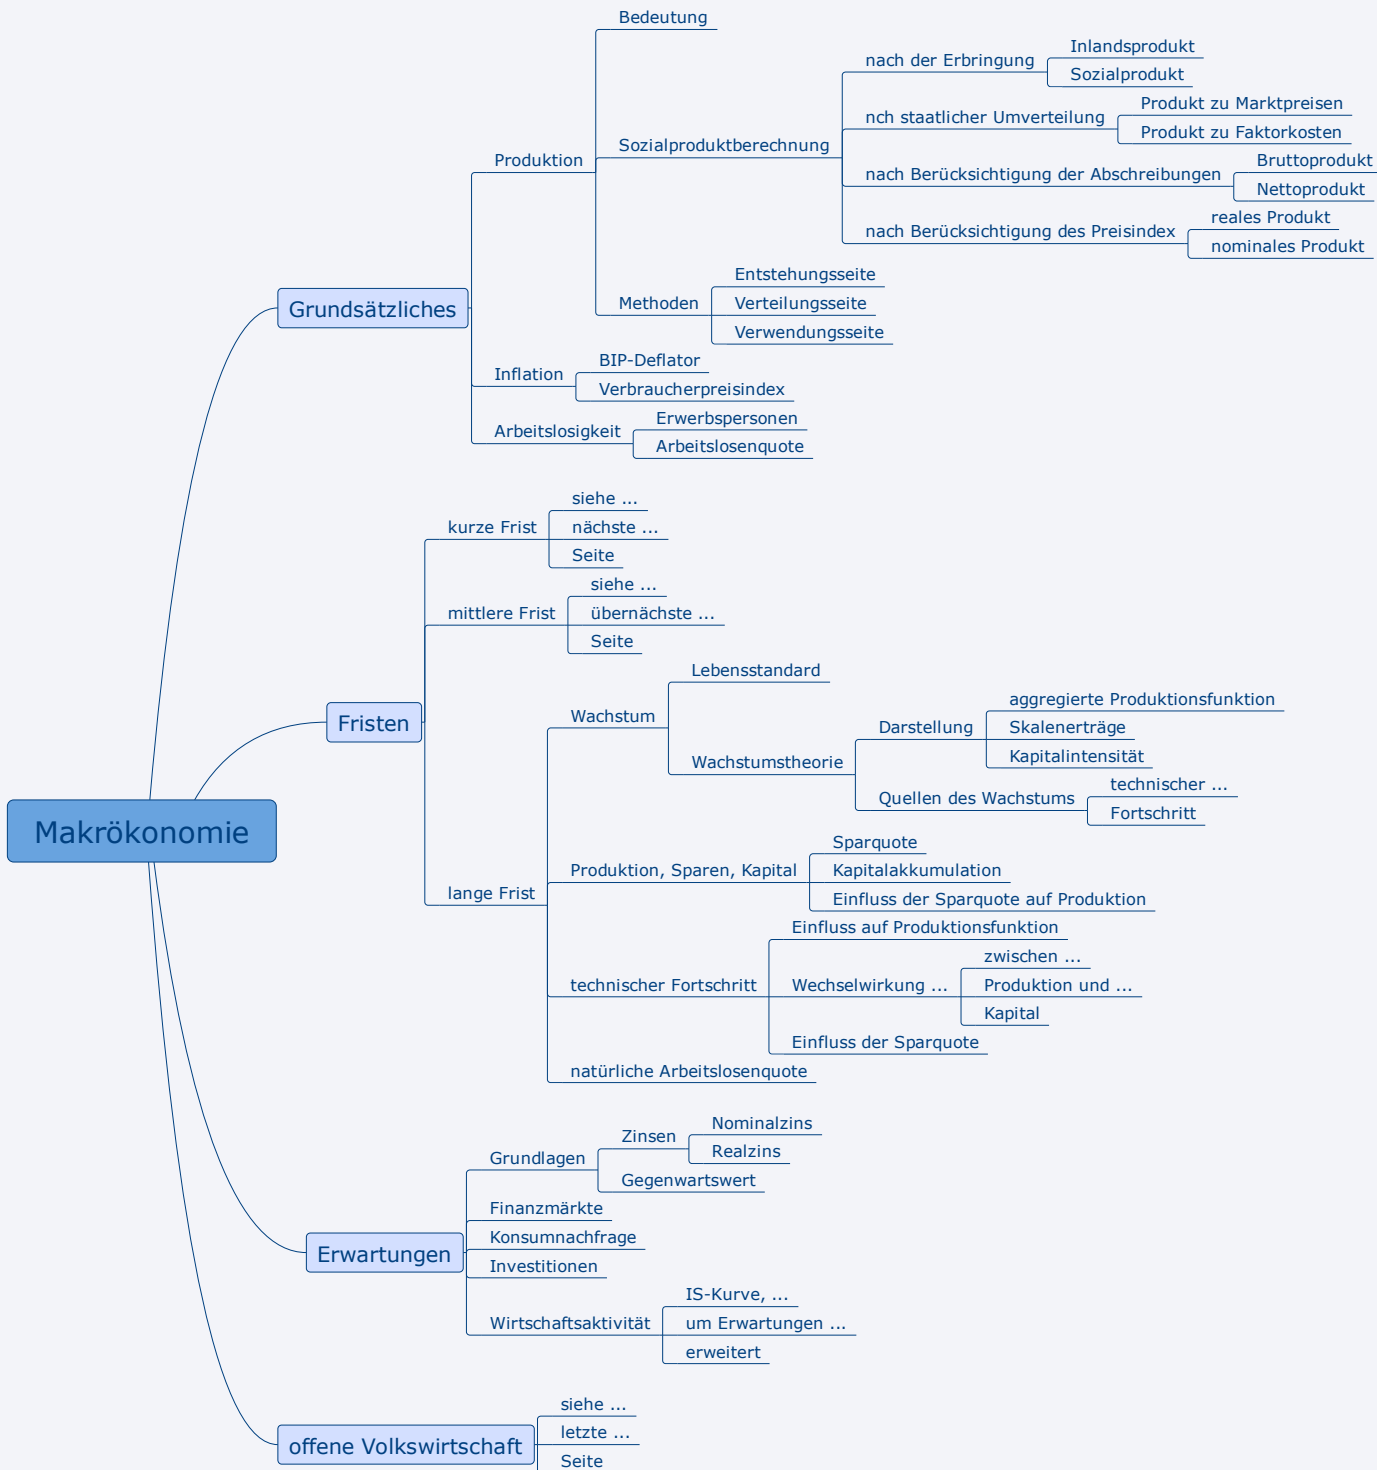 Makrökonomie
Grundsätzliches
Produktion
Bedeutung
Sozialproduktberechnung
nach der Erbringung
Inlandsprodukt
Sozialprodukt
nch staatlicher Umverteilung
Produkt zu Marktpreisen
Produkt zu Faktorkosten
nach Berücksichtigung der Abschreibungen
Bruttoprodukt
Nettoprodukt
nach Berücksichtigung des Preisindex
reales Produkt
nominales Produkt
Methoden
Entstehungsseite
Verteilungsseite
Verwendungsseite
Inflation
BIP-Deflator
Verbraucherpreisindex
Arbeitslosigkeit
Erwerbspersonen
Arbeitslosenquote
Fristen
kurze Frist
siehe ...
nächste ...
Seite
mittlere Frist
siehe ...
übernächste ...
Seite
lange Frist
Wachstum
Lebensstandard
Wachstumstheorie
Darstellung
aggregierte Produktionsfunktion
Skalenerträge
Kapitalintensität
Quellen des Wachstums
technischer ...
Fortschritt
Produktion, Sparen, Kapital
Sparquote
Kapitalakkumulation
Einfluss der Sparquote auf Produktion
technischer Fortschritt
Einfluss auf Produktionsfunktion
Wechselwirkung ...
zwischen ...
Produktion und ...
Kapital
Einfluss der Sparquote
natürliche Arbeitslosenquote
Erwartungen
Grundlagen
Zinsen
Nominalzins
Realzins
Gegenwartswert
Finanzmärkte
Konsumnachfrage
Investitionen
Wirtschaftsaktivität
IS-Kurve, ...
um Erwartungen ...
erweitert
offene Volkswirtschaft
siehe ...
letzte ...
Seite